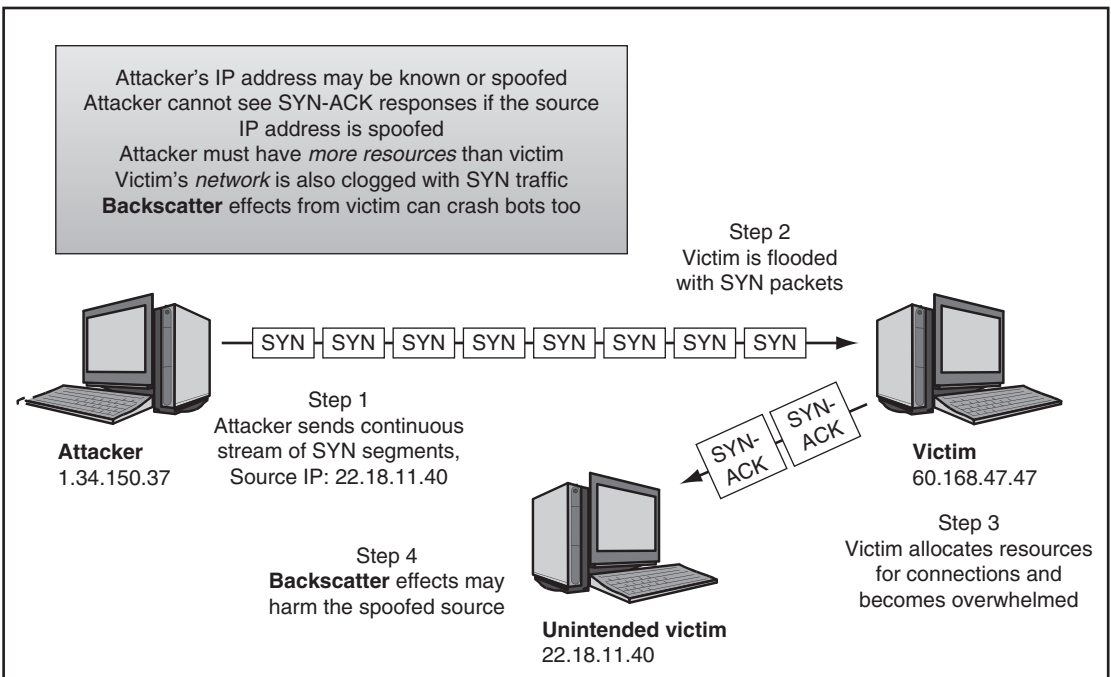 Attacker's IP address may be known or spoofed
Attacker cannot see SYN-ACK responses if the source
IP address is spoofed
Attacker must have more resources than victim
Victim's network is also clogged with SYN traffic
Backscatter effects from victim can crash bots too
Step 2
Victim is flooded
with SYN packets
SYN SYN SYN SYN SYN SYN SYN SYN
Step 1
Attacker sends continuous
stream of SYN segments,
Source IP: 22.18.11.40
Attacker
1.34.150.37
SYN-
ACK
SYN-
ACK
Victim
60.168.47.47
Step 3
Victim allocates resources
for connections and
becomes overwhelmed
Step 4
Backscatter effects may
harm the spoofed source
Unintended victim
22.18.11.40